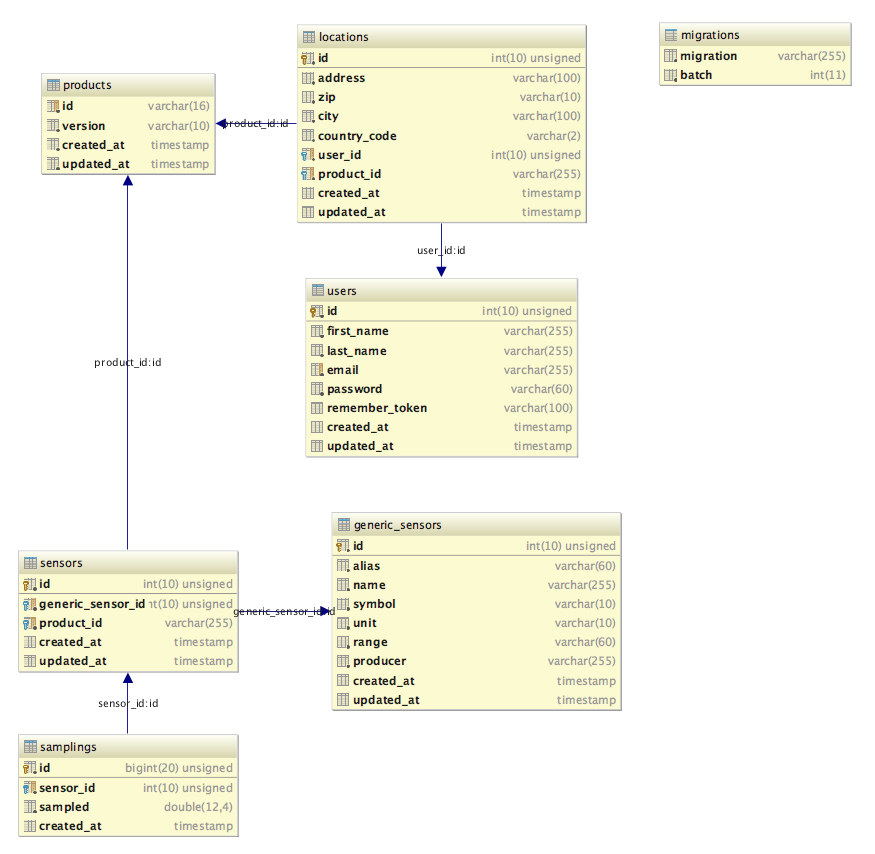 locations
id int(10) unsigned
address varchar(100)
zip varchar(10)
city varchar(100)
country_code varchar(2)
user_id int(10) unsigned
product_id varchar(255)
created_at timestamp
updated_at timestamp
migrations
migration varchar(255)
batch int(11)
products
id varchar(16)
version varchar(10)
created_at timestamp
updated_at timestamp
product_id:id
user_id:id
users
id int(10) unsigned
first_name varchar(255)
last_name varchar(255)
email varchar(255)
password varchar(60)
remember_token varchar(100)
created_at timestamp
updated_at timestamp
product_id:id
generic_sensors
id int(10) unsigned
alias varchar(60)
name varchar(255)
symbol varchar(10)
unit varchar(10)
range varchar(60)
producer varchar(255)
created_at timestamp
updated_at timestamp
sensors
id int(10) unsigned
generic_sensor_id int(10) unsigned
product_id varchar(255)
created_at timestamp
updated_at timestamp
generic_sensor_id:id
sensor_id:id
samplings
id bigint(20) unsigned
sensor_id int(10) unsigned
sampled double(12,4)
created_at timestamp